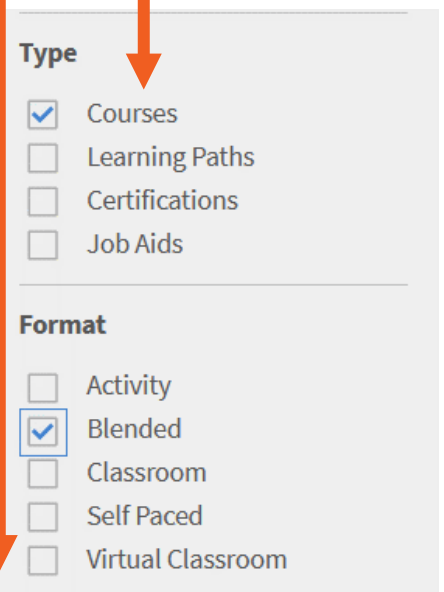 Type
Courses
Learning Paths
Certifications
Job Aids
Format
Activity
Blended
Classroom
Self Paced
Virtual Classroom